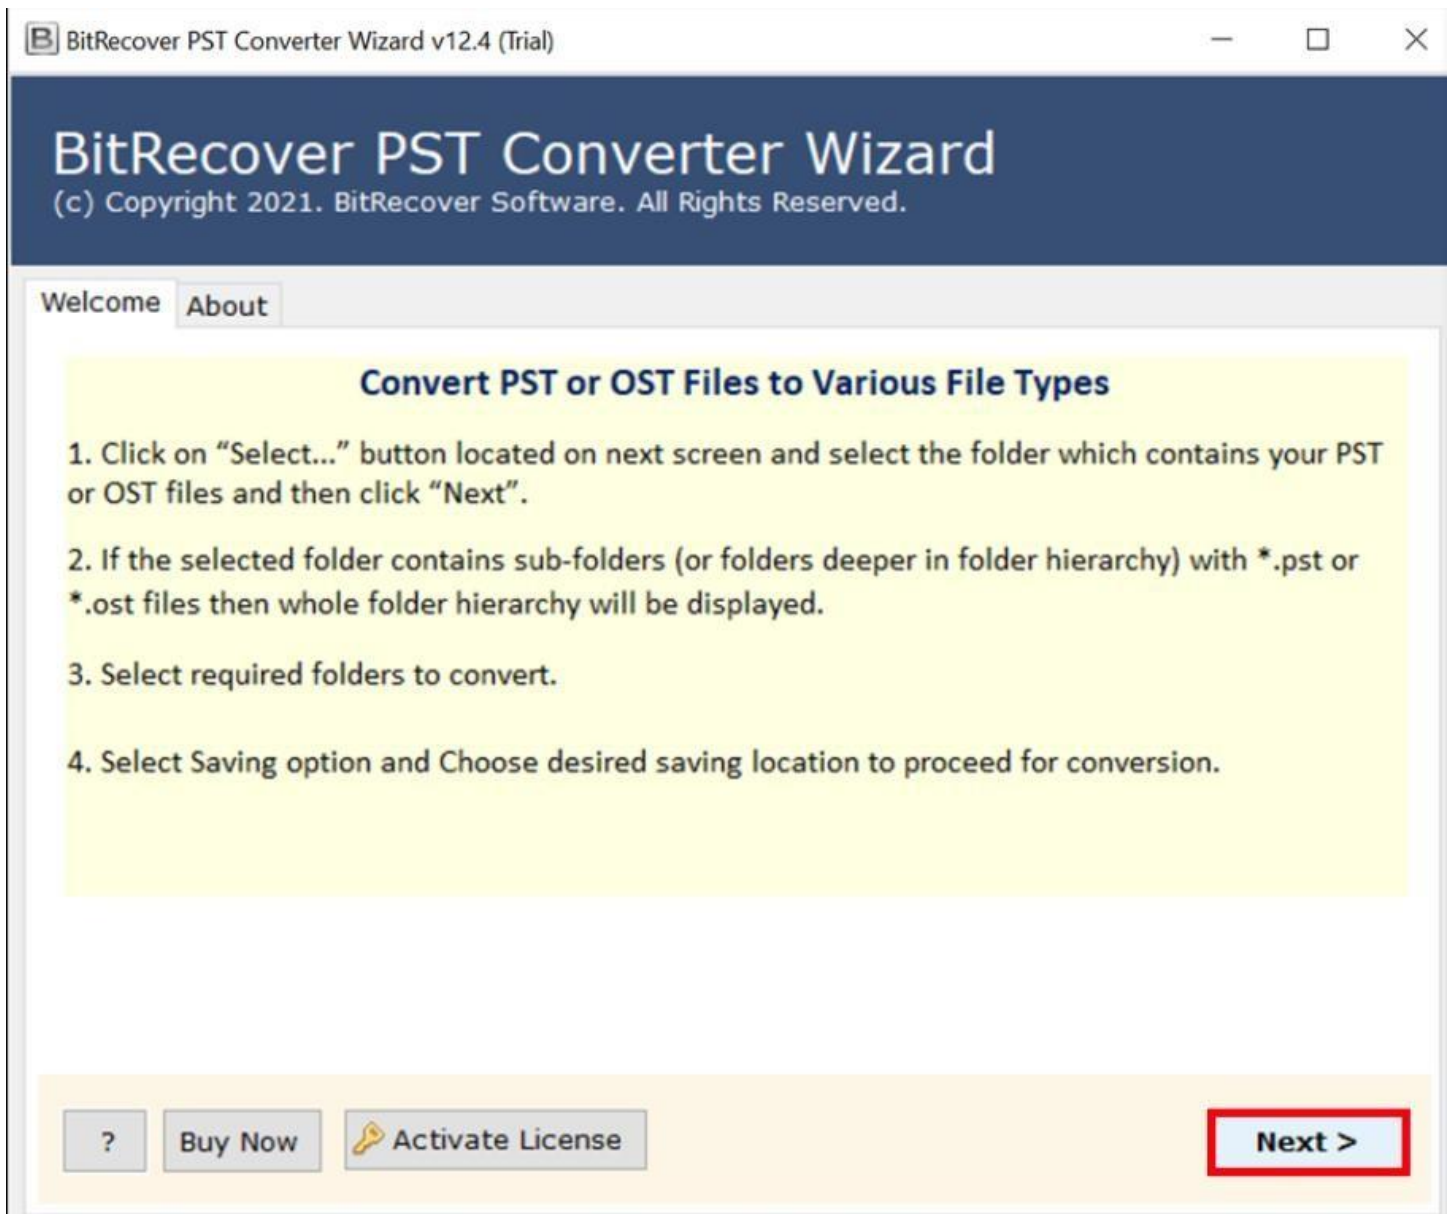 BitRecover PST Converter Wizard v12.4 (Trial)
BitRecover PST Converter Wizard
(c) Copyright 2021. BitRecover Software. All Rights Reserved.
Welcome About
Convert PST or OST Files to Various File Types
1. Click on “Select...” button located on next screen and select the folder which contains your PST
or OST files and then click “Next”.
2. If the selected folder contains sub-folders (or folders deeper in folder hierarchy) with *.pst or
*.ost files then whole folder hierarchy will be displayed.
3. Select required folders to convert.
4. Select Saving option and Choose desired saving location to proceed for conversion.
? Buy Now Activate License Next >